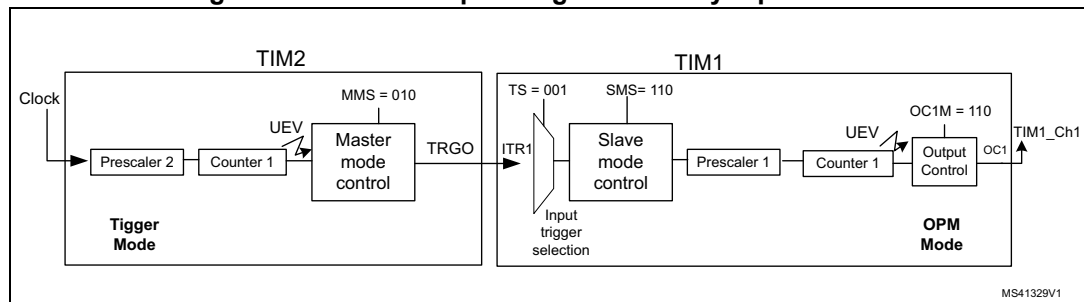 TIM2
TIM1
Clock
MMS = 010
TS = 001
SMS= 110
OC1M = 110
UEV
UEV
TIM1_Ch1
Prescaler 2
Counter 1
Master
mode
control
TRGO
ITR1
Slave
mode
control
Prescaler 1
Counter 1
Output
Control
OC1
Tigger
Mode
Input
trigger
selection
OPM
Mode
MS41329V1